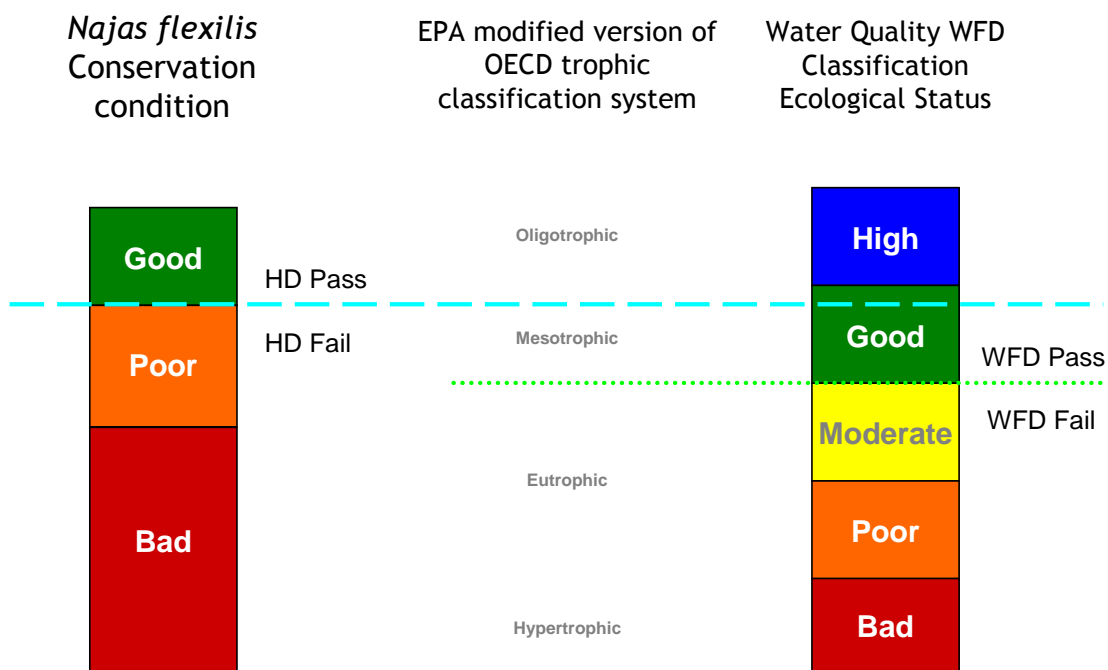 Najas flexilis
Conservation
condition
EPA modified version of
OECD trophic
classification system
Water Quality WFD
Classification
Ecological Status
Good
HD Pass
HD Fail
Poor
Bad
Oligotrophic
Mesotrophic
Eutrophic
Hypertrophic
High
Good
WFD Pass
WFD Fail
Moderate
Poor
Bad